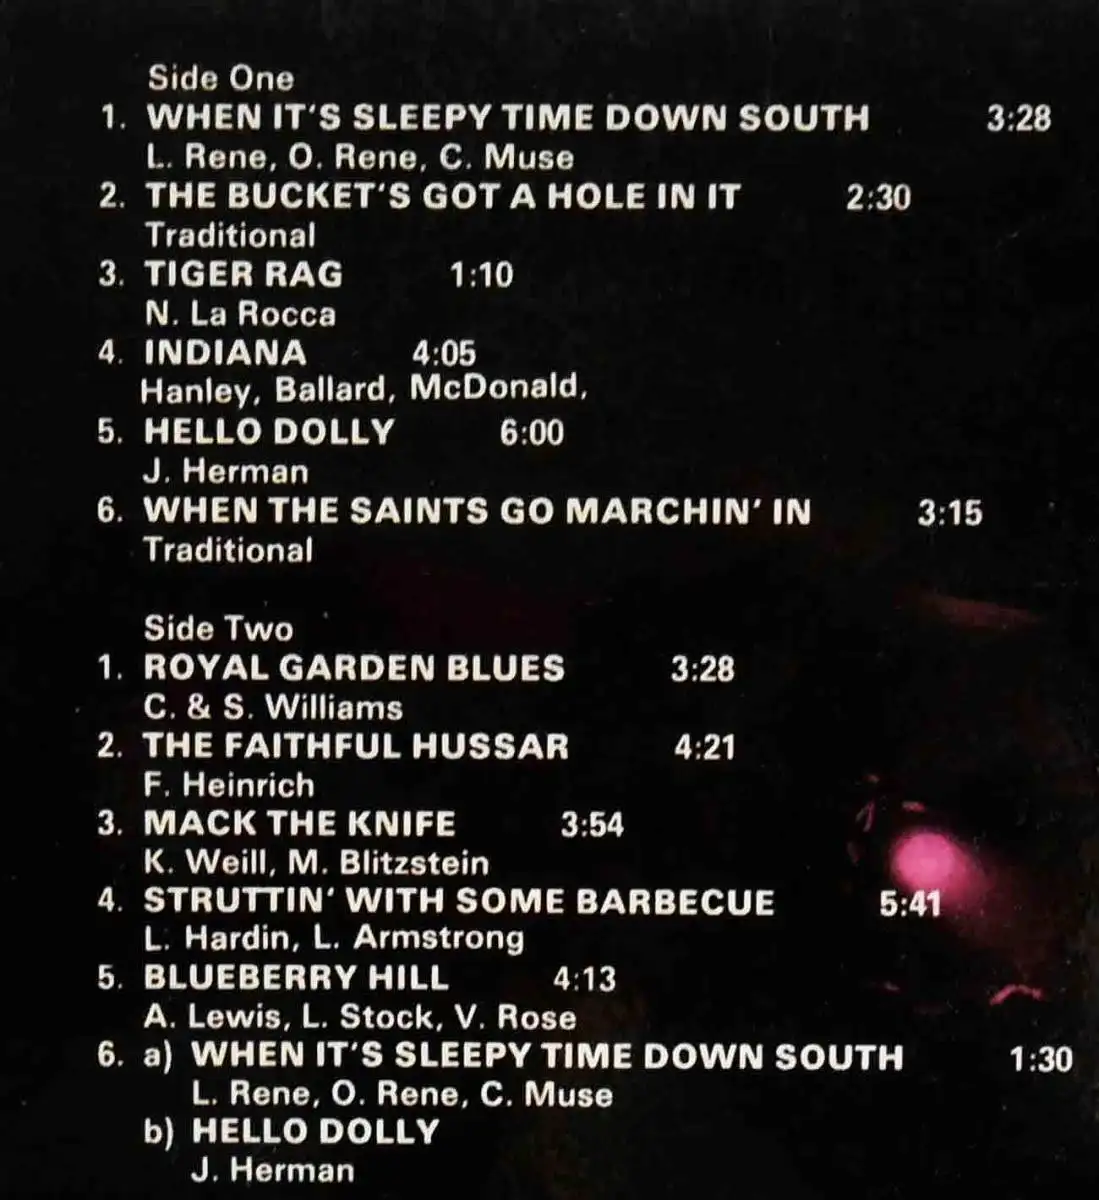 Side One
1. WHEN IT'S SLEEPY TIME DOWN SOUTH 3:28
L. Rene, O. Rene, C. Muse
2. THE BUCKET'S GOT A HOLE IN IT 2:30
Traditional
3. TIGER RAG 1:10
N. La Rocca
4. INDIANA 4:05
Hanley, Ballard, McDonald,
5. HELLO DOLLY 6:00
J. Herman
6. WHEN THE SAINTS GO MARCHIN' IN 3:15
Traditional
Side Two
1. ROYAL GARDEN BLUES 3:28
C. & S. Williams
2. THE FAITHFUL HUSSAR 4:21
F. Heinrich
3. MACK THE KNIFE 3:54
K. Weill, M. Blitzstein
4. STRUTTIN' WITH SOME BARBECUE 5:41
L. Hardin, L. Armstrong
5. BLUEBERRY HILL 4:13
A. Lewis, L. Stock, V. Rose
6. a) WHEN IT'S SLEEPY TIME DOWN SOUTH 1:30
L. Rene, O. Rene, C. Muse
b) HELLO DOLLY
J. Herman